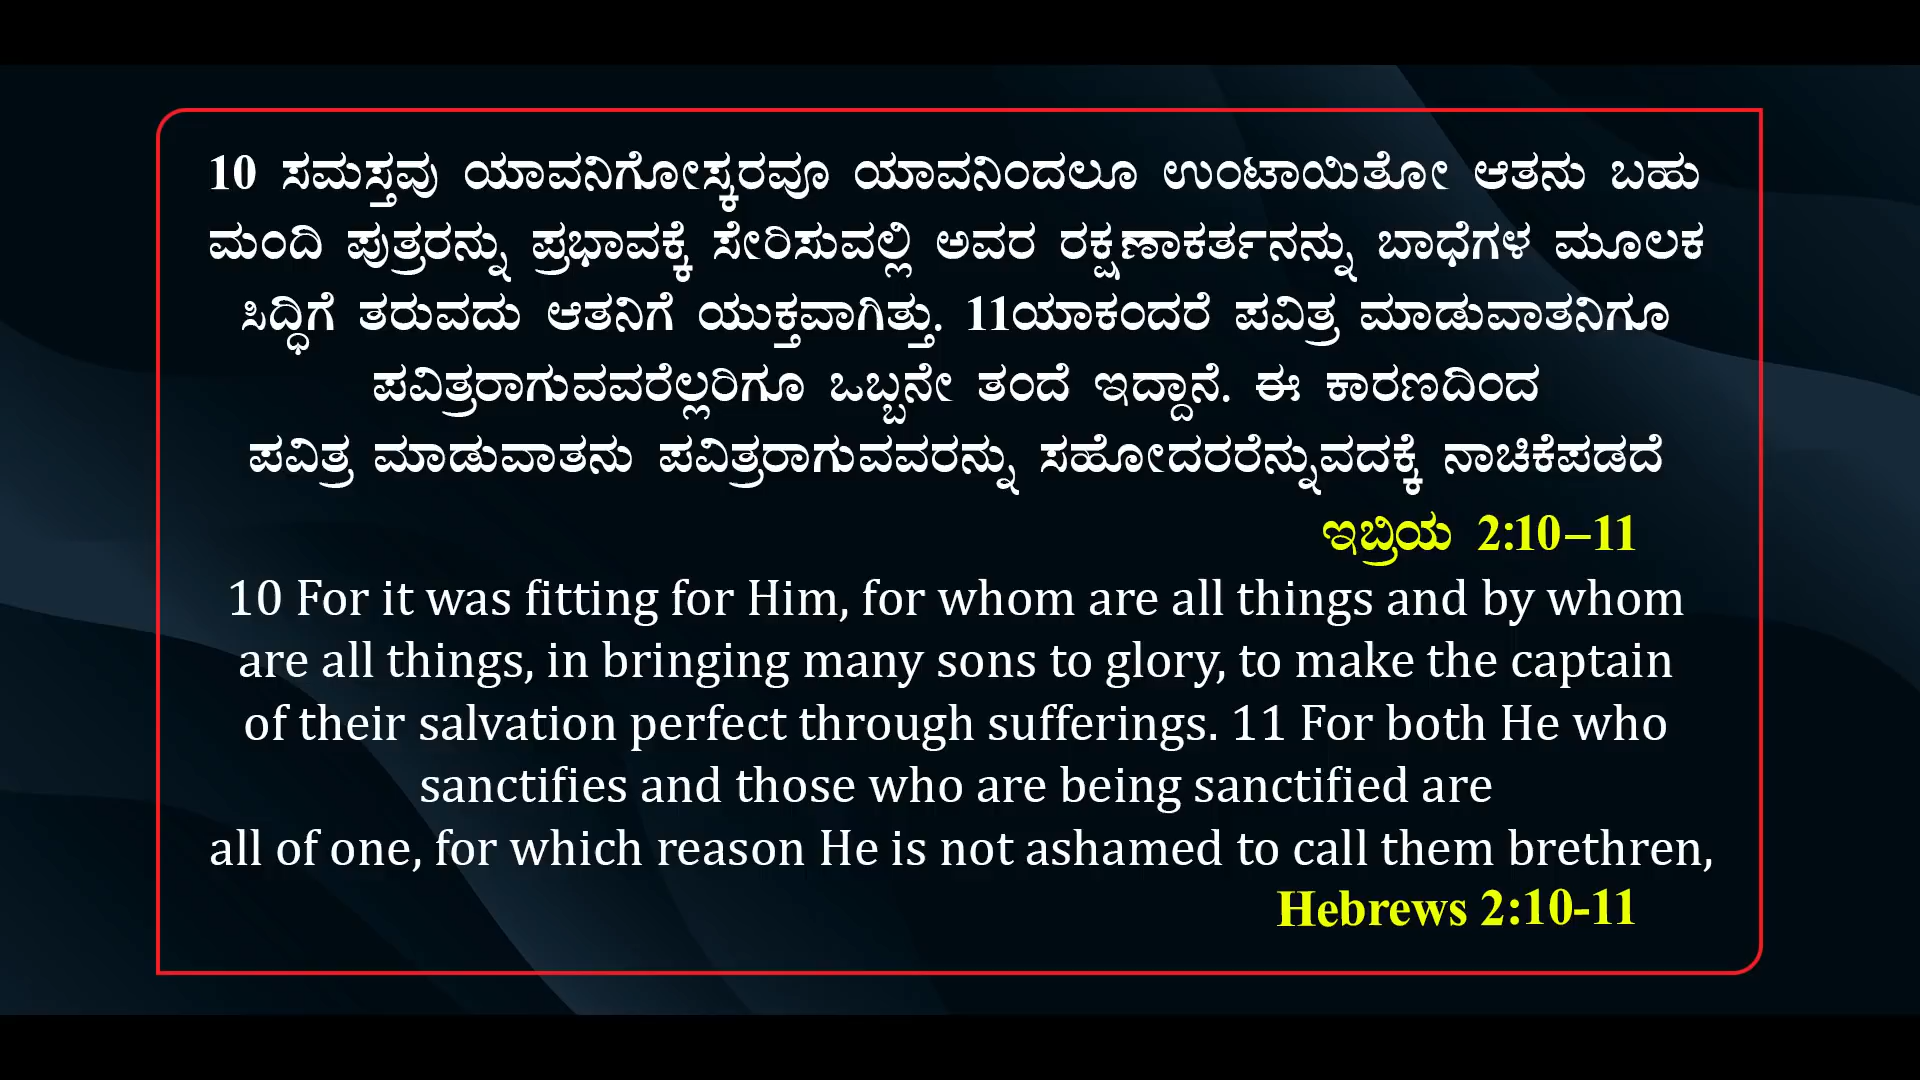 10 ಸಮಸ್ತವು ಯಾವನಿಗೋಸ್ಕರವೂ ಯಾವನಿಂದಲೂ ಉಂಟಾಯಿತೋ ಆತನು ಬಹು
ಮಂದಿ ಪುತ್ರರನ್ನು ಪ್ರಭಾವಕ್ಕೆ ಸೇರಿಸುವಲ್ಲಿ ಅವರ ರಕ್ಷಣಾಕರ್ತನನ್ನು ಬಾಧೆಗಳ ಮೂಲಕ
ಸಿದ್ಧಿಗೆ ತರುವದು ಆತನಿಗೆ ಯುಕ್ತವಾಗಿತ್ತು. 11ಯಾಕಂದರೆ ಪವಿತ್ರ ಮಾಡುವಾತನಿಗೂ
ಪವಿತ್ರರಾಗುವವರೆಲ್ಲರಿಗೂ ಒಬ್ಬನೇ ತಂದೆ ಇದ್ದಾನೆ. ಈ ಕಾರಣದಿಂದ
ಪವಿತ್ರ ಮಾಡುವಾತನು ಪವಿತ್ರರಾಗುವವರನ್ನು ಸಹೋದರರೆನ್ನುವದಕ್ಕೆ ನಾಚಿಕೆಪಡದೆ
ಇಬ್ರಿಯ 2:10–11
10 For it was fitting for Him, for whom are all things and by whom
are all things, in bringing many sons to glory, to make the captain
of their salvation perfect through sufferings. 11 For both He who
sanctifies and those who are being sanctified are
all of one, for which reason He is not ashamed to call them brethren,
Hebrews 2:10-11